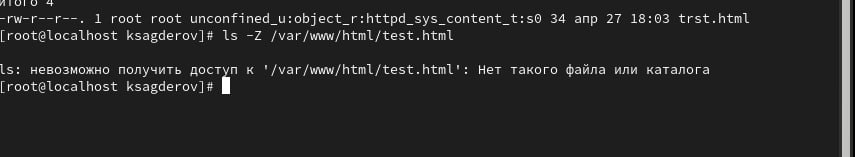 итого 4
-rw-r--r--. 1 root root unconfined_u:object_r:httpd_sys_content_t:s0 34 апр 27 18:03 trst.html
[root@localhost ksagderov]# ls -Z /var/www/html/test.html
ls: невозможно получить доступ к '/var/www/html/test.html': Нет такого файла или каталога
[root@localhost ksagderov]#